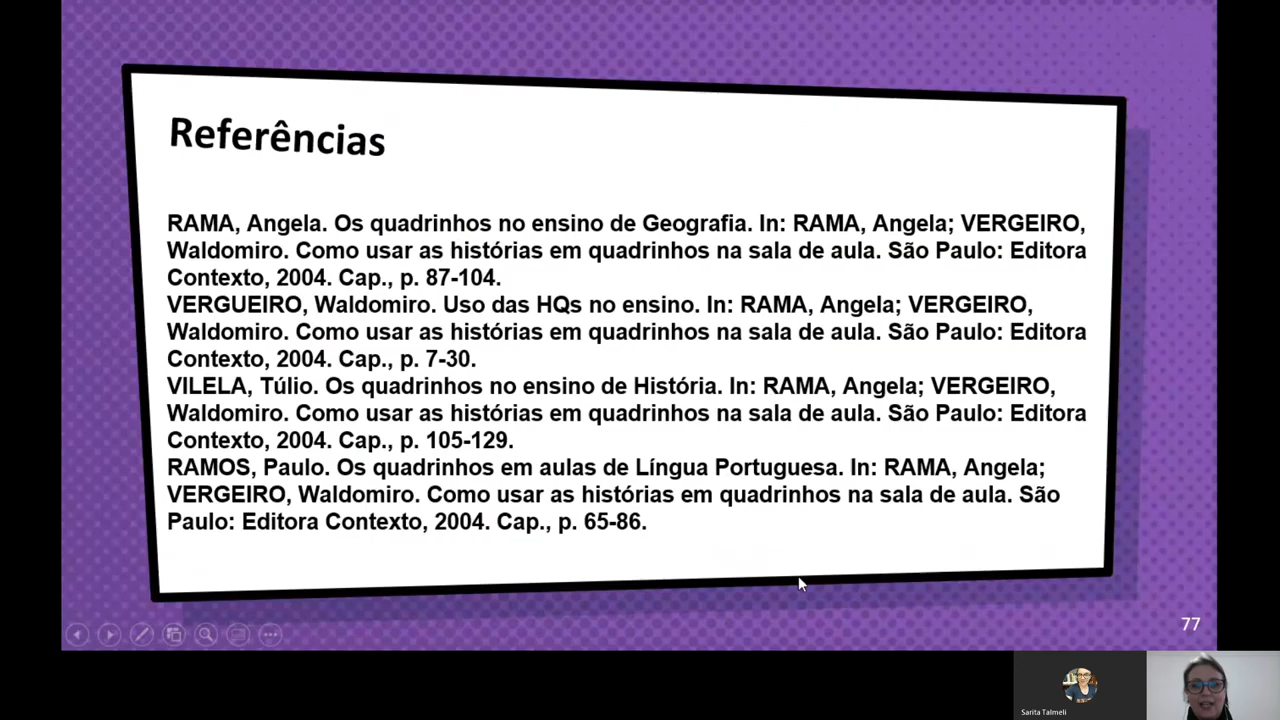 Referências
RAMA, Angela. Os quadrinhos no ensino de Geografia. In: RAMA, Angela; VERGEIRO,
Waldomiro. Como usar as histórias em quadrinhos na sala de aula. São Paulo: Editora
Contexto, 2004. Cap., p. 87-104.
VERGUEIRO, Waldomiro. Uso das HQs no ensino. In: RAMA, Angela; VERGEIRO,
Waldomiro. Como usar as histórias em quadrinhos na sala de aula. São Paulo: Editora
Contexto, 2004. Cap., p. 7-30.
VILELA, Túlio. Os quadrinhos no ensino de História. In: RAMA, Angela; VERGEIRO,
Waldomiro. Como usar as histórias em quadrinhos na sala de aula. São Paulo: Editora
Contexto, 2004. Cap., p. 105-129.
RAMOS, Paulo. Os quadrinhos em aulas de Língua Portuguesa. In: RAMA, Angela;
VERGEIRO, Waldomiro. Como usar as histórias em quadrinhos na sala de aula. São
Paulo: Editora Contexto, 2004. Cap., p. 65-86.
77
Sarita Talmeli